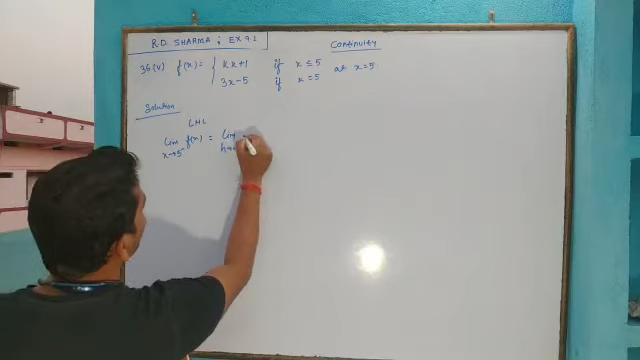 R.D SHARMA ; EX 9.1
Continuity
36(v) f(x) = { kx+1 if x ≤ 5 at x=5
3x-5 if x = 5
Solution
LHL
lim f(x) = lim
x→5⁻ h→